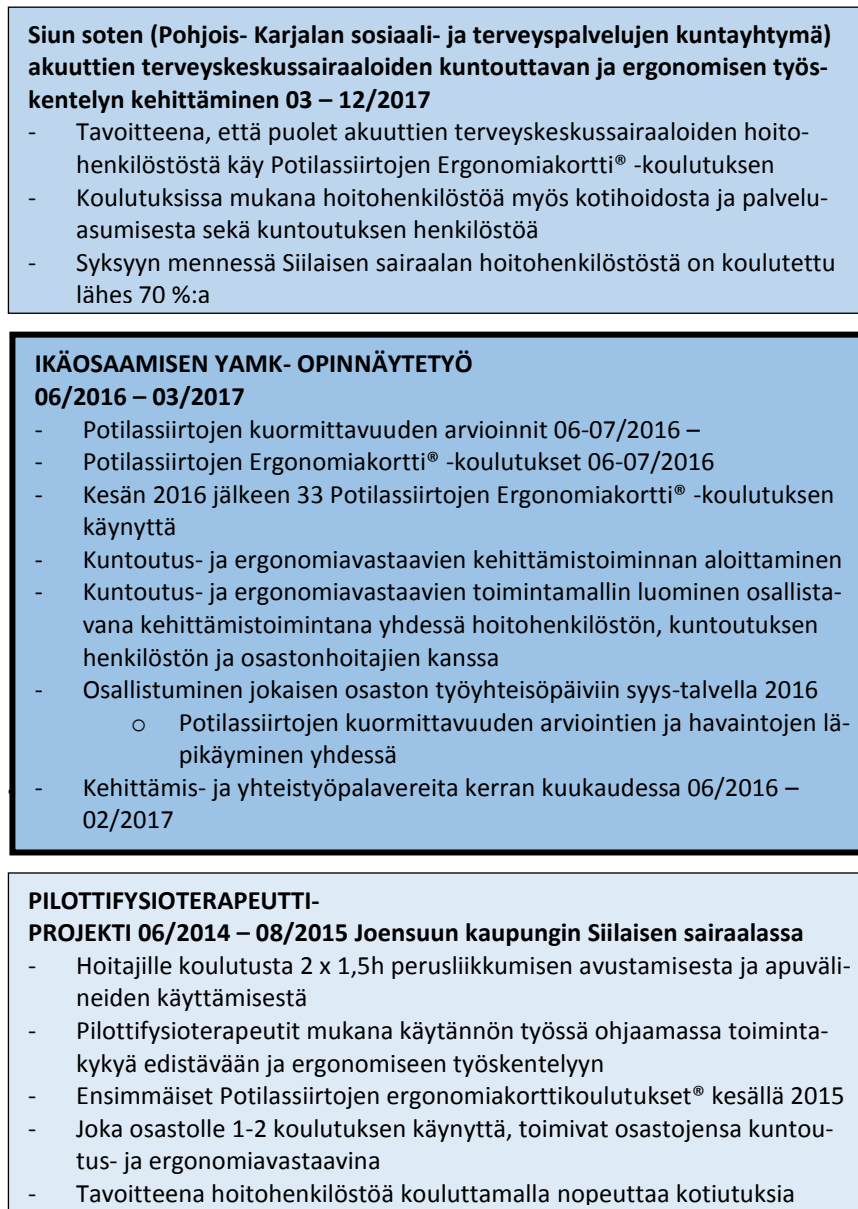 Siun soten (Pohjois- Karjalan sosiaali- ja terveyspalvelujen kuntayhtymä)
akuuttien terveyskeskussairaaloiden kuntouttavan ja ergonomisen työs-
kentelyn kehittäminen 03 – 12/2017
- Tavoitteena, että puolet akuuttien terveyskeskussairaaloiden hoito-
henkilöstöstä käy Potilassiirtojen Ergonomiakortti® -koulutuksen
- Koulutuksissa mukana hoitohenkilöstöä myös kotihoidosta ja palvelu-
asumisesta sekä kuntoutuksen henkilöstöä
- Syksyyn mennessä Siilaisen sairaalan hoitohenkilöstöstä on koulutettu
lähes 70 %:a
IKÄOSAAMISEN YAMK- OPINNÄYTETYÖ
06/2016 – 03/2017
- Potilassiirtojen kuormittavuuden arvioinnit 06-07/2016 –
- Potilassiirtojen Ergonomiakortti® -koulutukset 06-07/2016
- Kesän 2016 jälkeen 33 Potilassiirtojen Ergonomiakortti® -koulutuksen
käynyttä
- Kuntoutus- ja ergonomiavastaavien kehittämistoiminnan aloittaminen
- Kuntoutus- ja ergonomiavastaavien toimintamallin luominen osallista-
vana kehittämistoimintana yhdessä hoitohenkilöstön, kuntoutuksen
henkilöstön ja osastonhoitajien kanssa
- Osallistuminen jokaisen osaston työyhteisöpäiviin syys-talvella 2016
o Potilassiirtojen kuormittavuuden arviointien ja havaintojen lä-
pikäyminen yhdessä
- Kehittämis- ja yhteistyöpalavereita kerran kuukaudessa 06/2016 –
02/2017
PILOTTIFYSIOTERAPEUTTI-
PROJEKTI 06/2014 – 08/2015 Joensuun kaupungin Siilaisen sairaalassa
- Hoitajille koulutusta 2 x 1,5h perusliikkumisen avustamisesta ja apuväli-
neiden käyttämisestä
- Pilottifysioterapeutit mukana käytännön työssä ohjaamassa toiminta-
kykyä edistävään ja ergonomiseen työskentelyyn
- Ensimmäiset Potilassiirtojen ergonomiakorttikoulutukset® kesällä 2015
- Joka osastolle 1-2 koulutuksen käynyttä, toimivat osastojensa kuntou-
tus- ja ergonomiavastaavina
- Tavoitteena hoitohenkilöstöä kouluttamalla nopeuttaa kotiutuksia